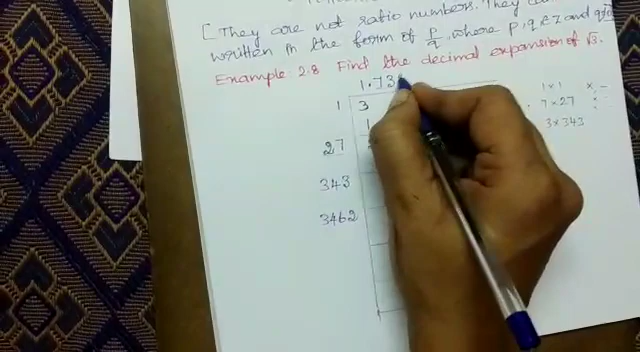 [They are not ratio numbers. They
written in the form of p/q, where p, q ∈ Z and
Example 2.8 Find the decimal expansion of √3.
1.73
1 3 1×1
1 7×27
27 3×343
343
3462